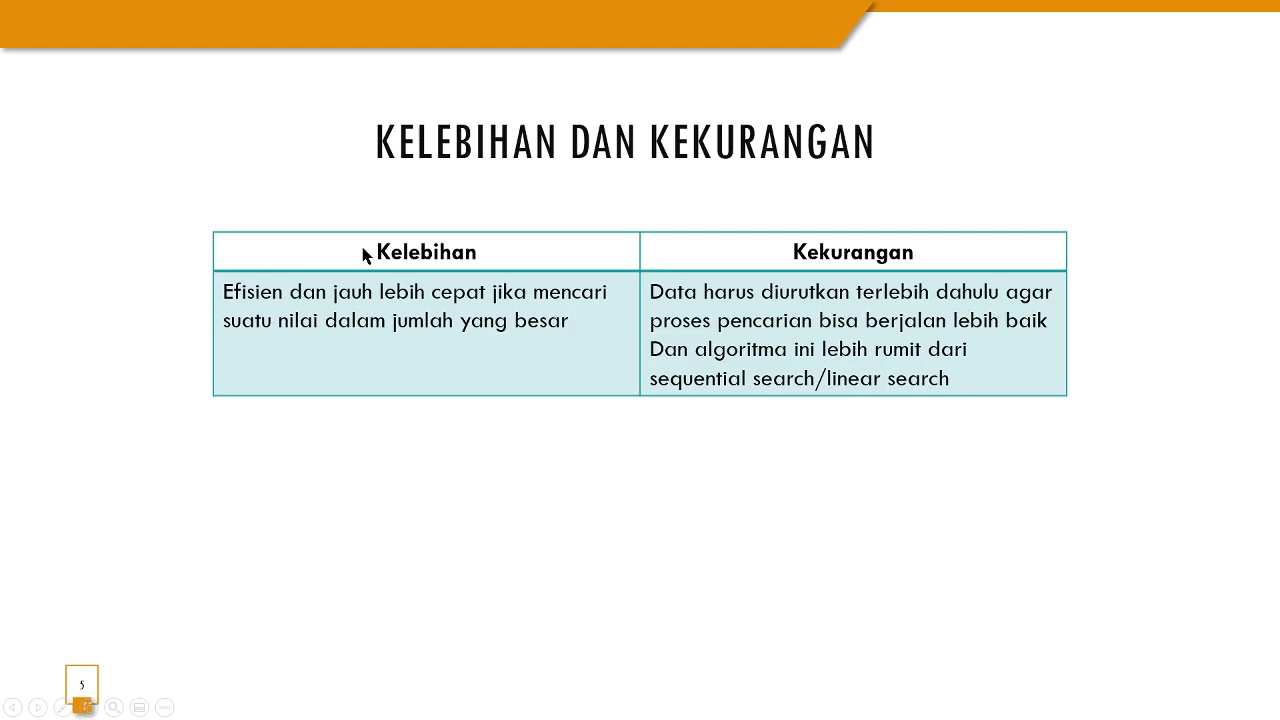 KELEBIHAN DAN KEKURANGAN
Kelebihan
Kekurangan
Efisien dan jauh lebih cepat jika mencari
suatu nilai dalam jumlah yang besar
Data harus diurutkan terlebih dahulu agar
proses pencarian bisa berjalan lebih baik
Dan algoritma ini lebih rumit dari
sequential search/linear search
5